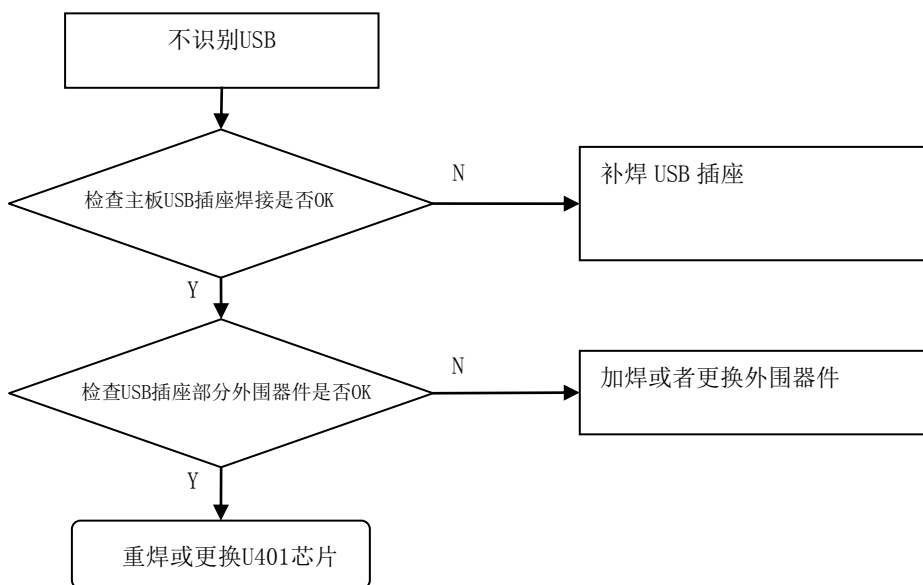 不识别USB
检查主板USB插座焊接是否OK
N
补焊 USB 插座
Y
检查USB插座部分外围器件是否OK
N
加焊或者更换外围器件
Y
重焊或更换U401芯片